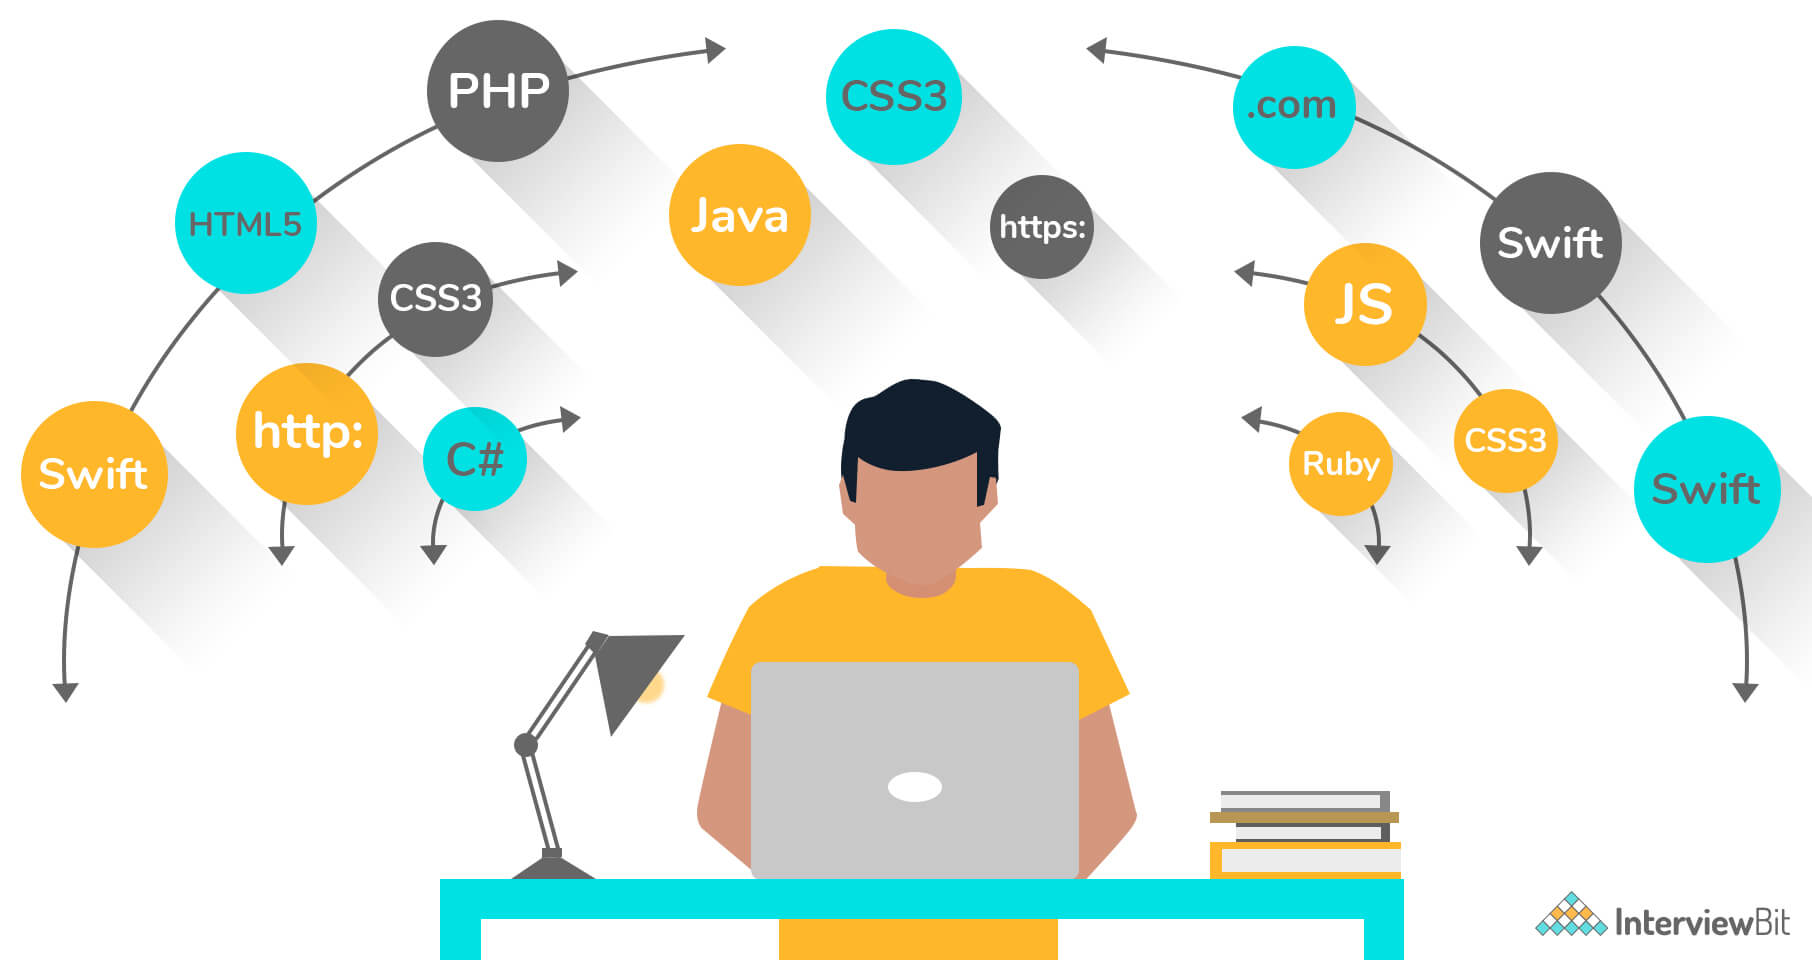 PHP
CSS3
.com
Java
HTML5
https:
Swift
CSS3
JS
http:
C#
Ruby
CSS3
Swift
Swift
InterviewBit